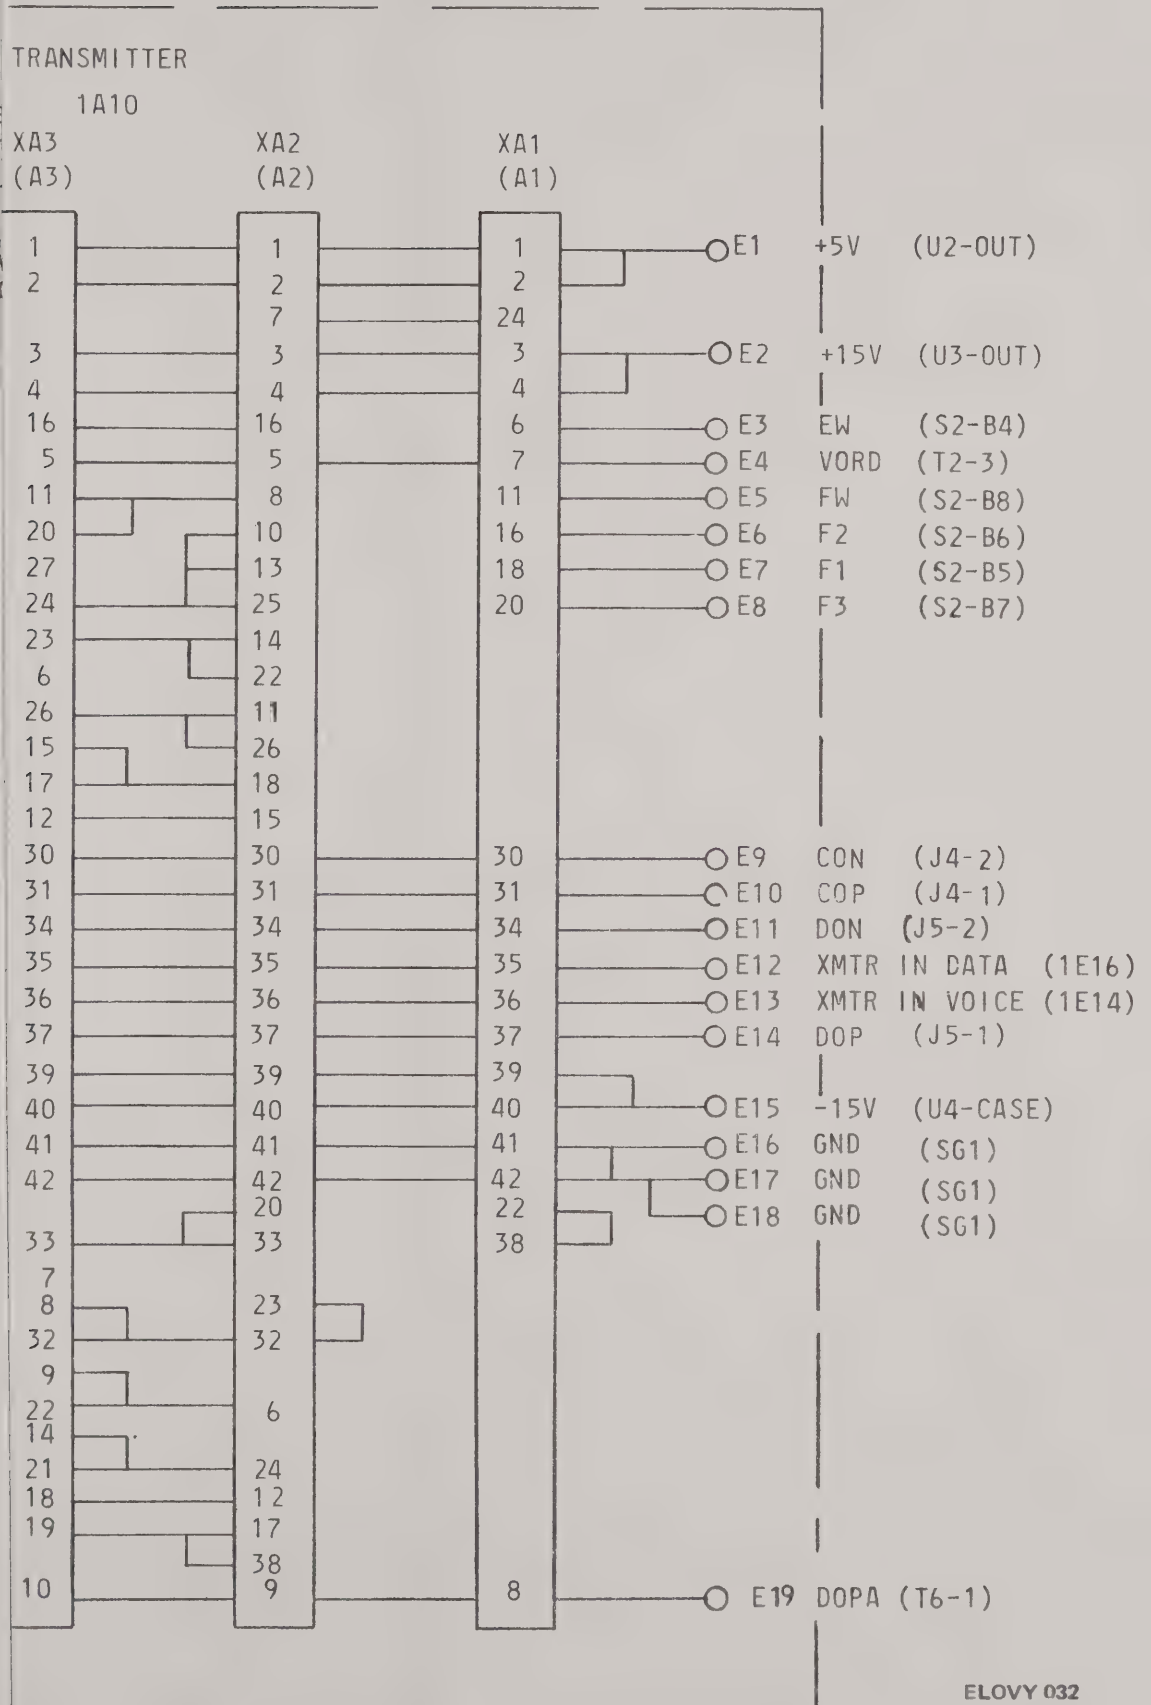 TRANSMITTER
1A10
XA3 XA2 XA1
(A3) (A2) (A1)
1 1 1 E1 +5V (U2-OUT)
2 2 2
7 24
3 3 3 E2 +15V (U3-OUT)
4 4 4
16 16 6 E3 EW (S2-B4)
5 5 7 E4 VORD (T2-3)
11 8 11 E5 FW (S2-B8)
20 10 16 E6 F2 (S2-B6)
27 13 18 E7 F1 (S2-B5)
24 25 20 E8 F3 (S2-B7)
23 14
6 22
26 11
15 26
17 18
12 15
30 30 30 E9 CON (J4-2)
31 31 31 E10 COP (J4-1)
34 34 34 E11 DON (J5-2)
35 35 35 E12 XMTR IN DATA (1E16)
36 36 36 E13 XMTR IN VOICE (1E14)
37 37 37 E14 DOP (J5-1)
39 39 39
40 40 40 E15 -15V (U4-CASE)
41 41 41 E16 GND (SG1)
42 42 42 E17 GND (SG1)
20 22 E18 GND (SG1)
33 33 38
7
8 23
32 32
9
22 6
14
21 24
18 12
19 17
38
10 9 8 E19 DOPA (T6-1)
ELOVY 032